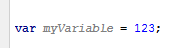 var myVariable = 123;